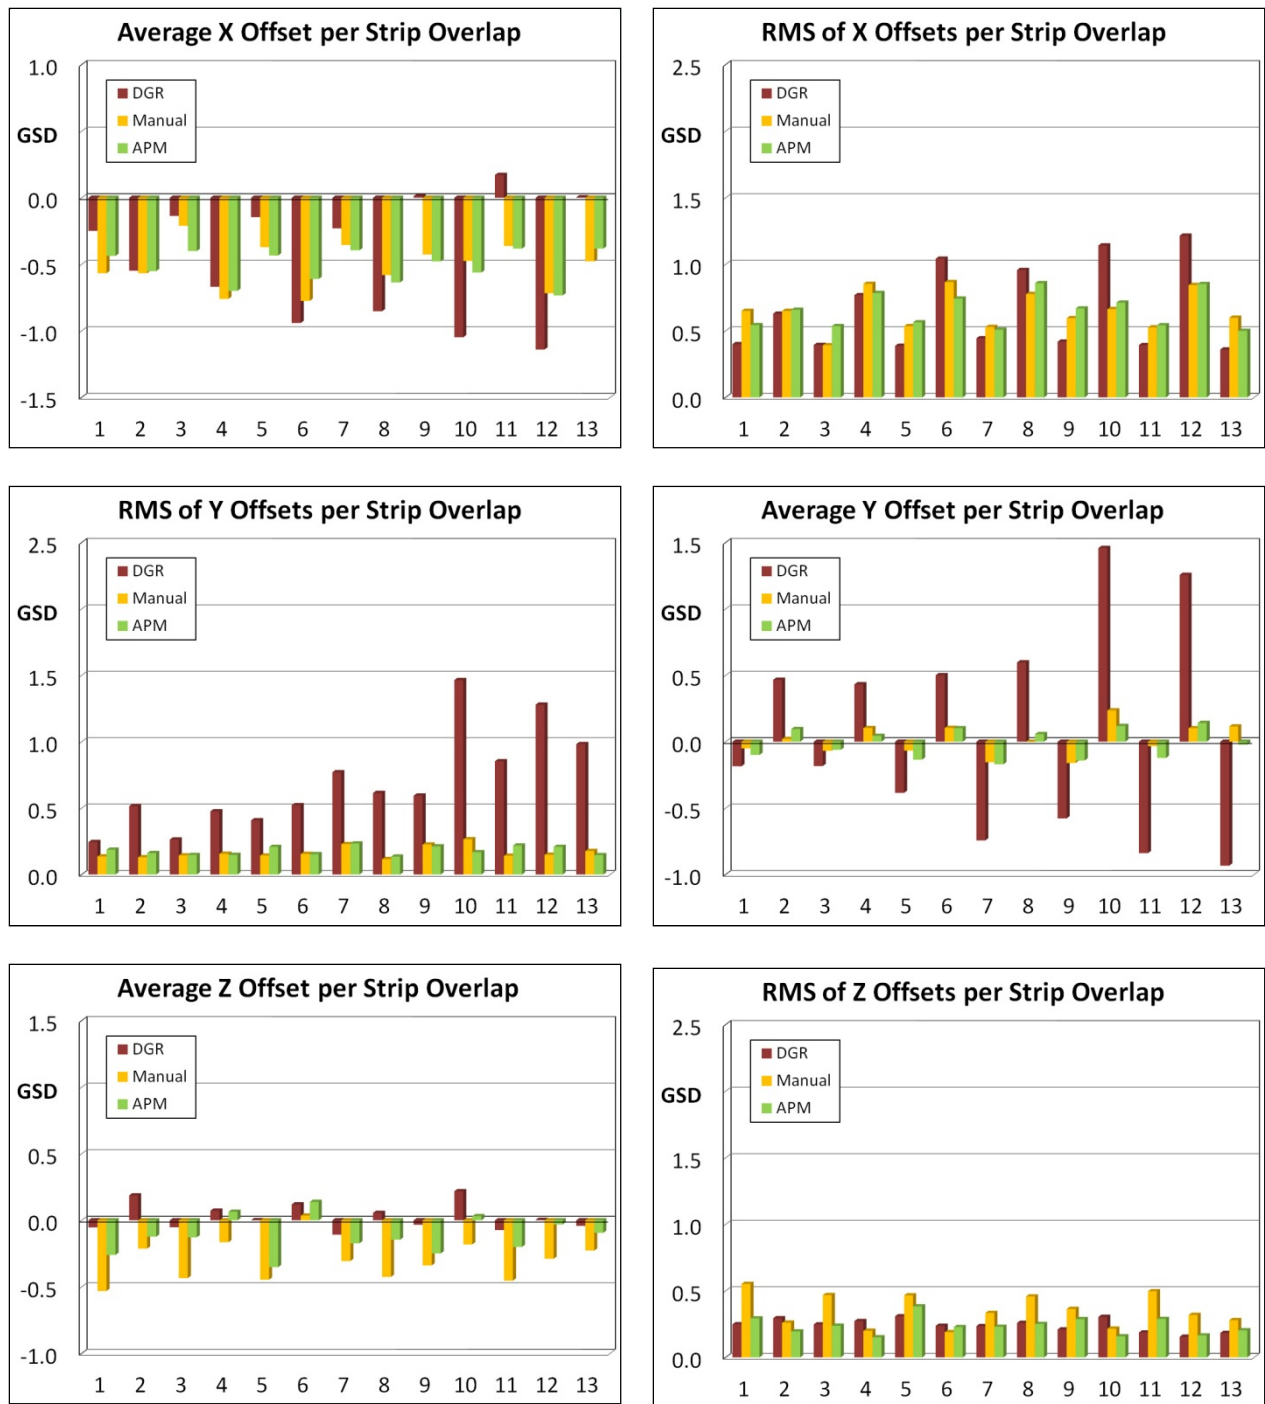 Average X Offset per Strip Overlap
1.0
DGR
Manual
APM
GSD
0.0
-0.5
-1.0
-1.5
1 2 3 4 5 6 7 8 9 10 11 12 13
RMS of X Offsets per Strip Overlap
2.5
DGR
Manual
APM
GSD
1.5
1.0
0.5
0.0
1 2 3 4 5 6 7 8 9 10 11 12 13
RMS of Y Offsets per Strip Overlap
2.5
DGR
Manual
APM
GSD
1.5
1.0
0.5
0.0
1 2 3 4 5 6 7 8 9 10 11 12 13
Average Y Offset per Strip Overlap
1.5
DGR
Manual
APM
GSD
0.5
0.0
-0.5
-1.0
1 2 3 4 5 6 7 8 9 10 11 12 13
Average Z Offset per Strip Overlap
1.5
DGR
Manual
APM
GSD
0.5
0.0
-0.5
-1.0
1 2 3 4 5 6 7 8 9 10 11 12 13
RMS of Z Offsets per Strip Overlap
2.5
DGR
Manual
APM
GSD
1.5
1.0
0.5
0.0
1 2 3 4 5 6 7 8 9 10 11 12 13